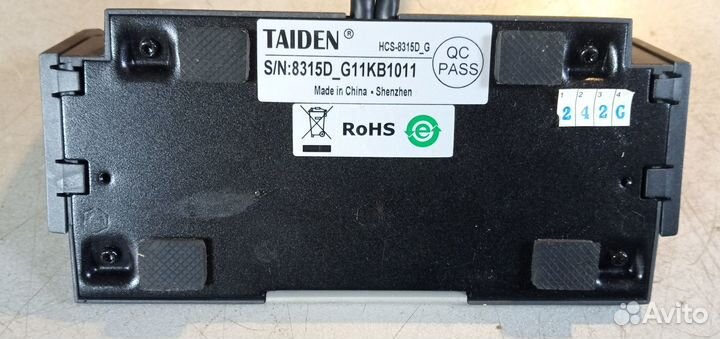 TAIDEN ® HCS-8315D_G
S/N:8315D_G11KB1011
Made in China • Shenzhen
QC
PASS
RoHS e
1 2 3 4
2 4 2 G
Avito